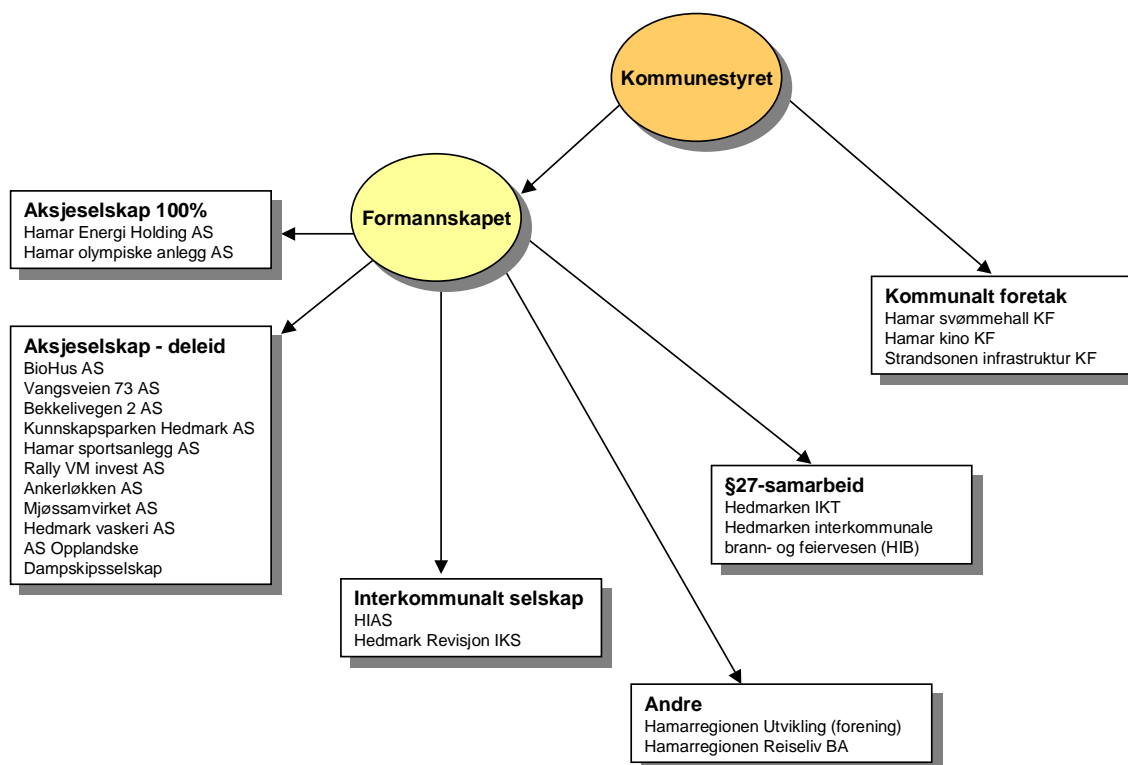 Kommunestyret
Formannskapet
Aksjeselskap 100%
Hamar Energi Holding AS
Hamar olympiske anlegg AS
Kommunalt foretak
Hamar svømmehall KF
Hamar kino KF
Strandsonen infrastruktur KF
Aksjeselskap - deleid
BioHus AS
Vangsveien 73 AS
Bekkelivegen 2 AS
Kunnskapsparken Hedmark AS
Hamar sportsanlegg AS
Rally VM invest AS
Ankerløkken AS
Mjøssamvirket AS
Hedmark vaskeri AS
AS Opplandske
Dampskipsselskap
§27-samarbeid
Hedmarken IKT
Hedmarken interkommunale
brann- og feiervesen (HIB)
Interkommunalt selskap
HIAS
Hedmark Revisjon IKS
Andre
Hamarregionen Utvikling (forening)
Hamarregionen Reiseliv BA